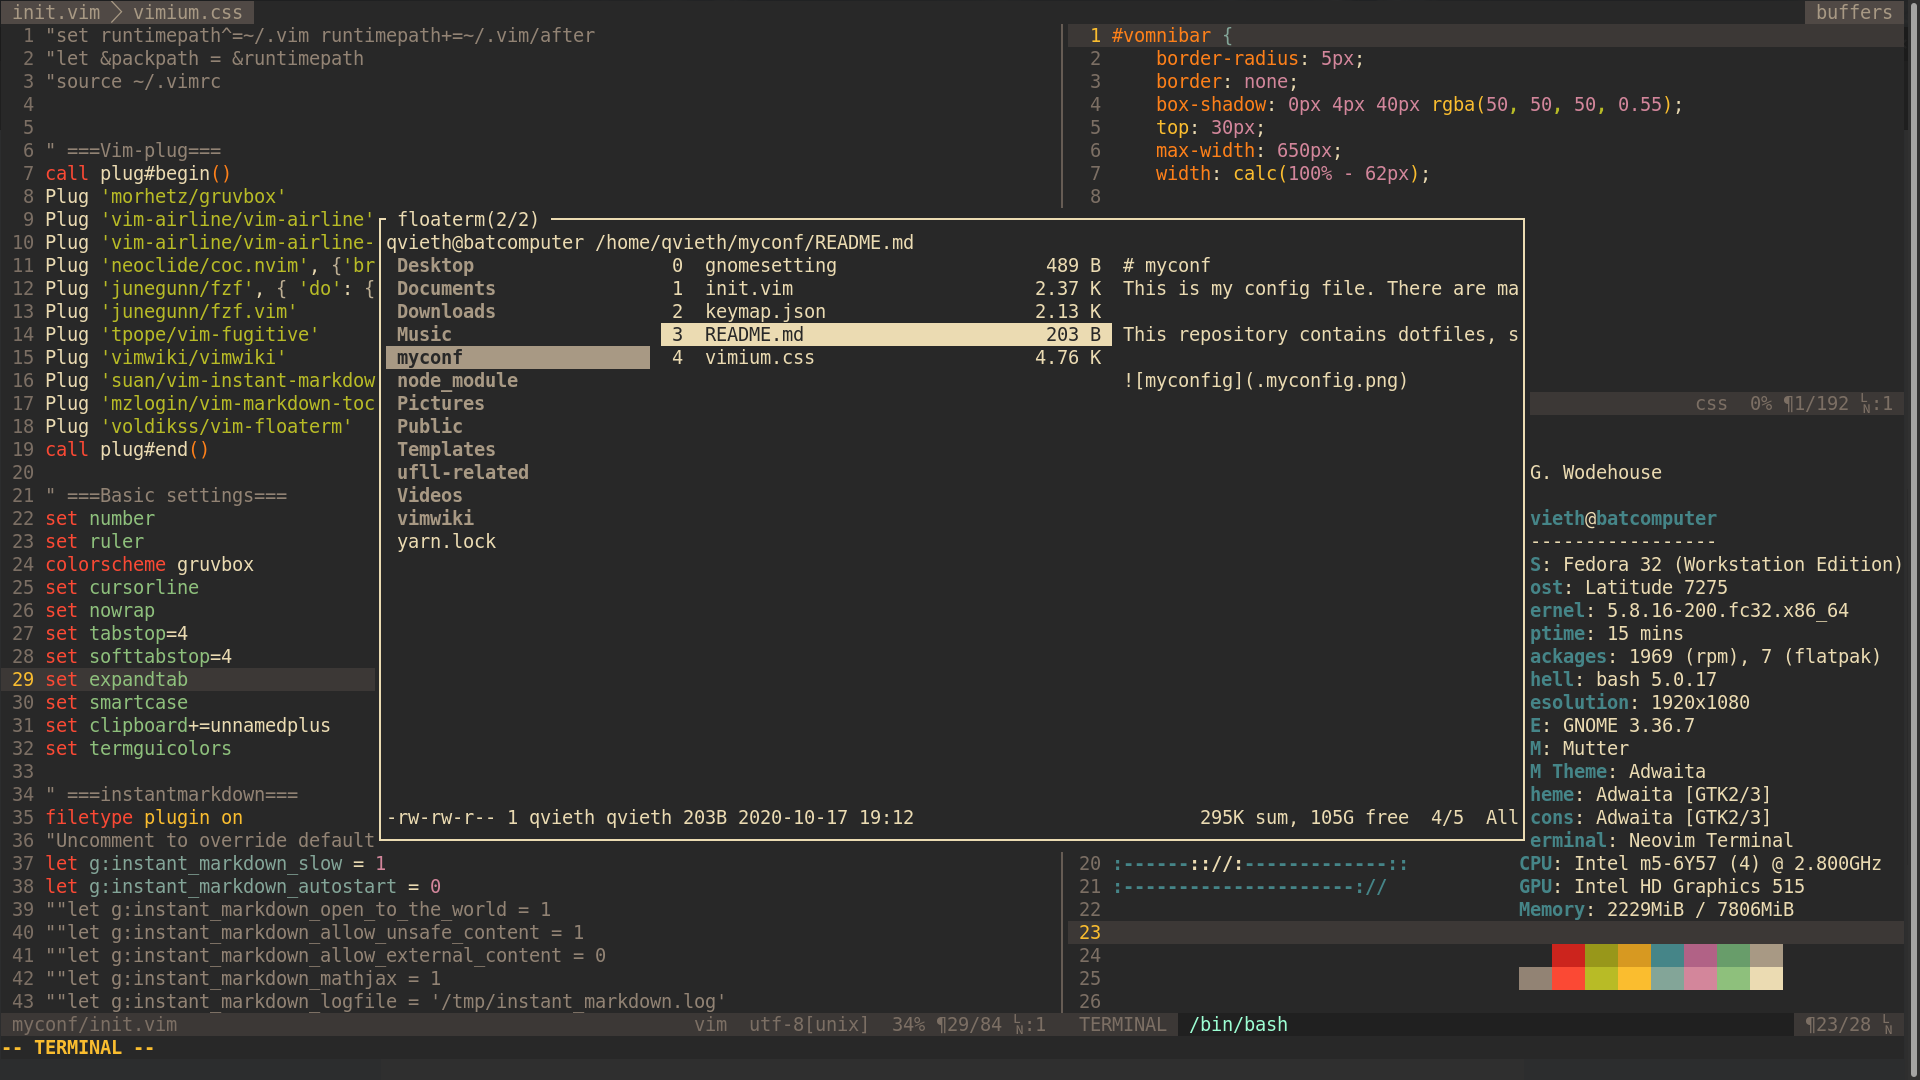 init.vim vimium.css
buffers
1 "set runtimepath^=~/.vim runtimepath+=~/.vim/after
2 "let &packpath = &runtimepath
3 "source ~/.vimrc
4
5
6 " ===Vim-plug===
7 call plug#begin()
8 Plug 'morhetz/gruvbox'
9 Plug 'vim-airline/vim-airline'
10 Plug 'vim-airline/vim-airline-
11 Plug 'neoclide/coc.nvim', {'br
12 Plug 'junegunn/fzf', { 'do': {
13 Plug 'junegunn/fzf.vim'
14 Plug 'tpope/vim-fugitive'
15 Plug 'vimwiki/vimwiki'
16 Plug 'suan/vim-instant-markdow
17 Plug 'mzlogin/vim-markdown-toc
18 Plug 'voldikss/vim-floaterm'
19 call plug#end()
20
21 " ===Basic settings===
22 set number
23 set ruler
24 colorscheme gruvbox
25 set cursorline
26 set nowrap
27 set tabstop=4
28 set softtabstop=4
29 set expandtab
30 set smartcase
31 set clipboard+=unnamedplus
32 set termguicolors
33
34 " ===instantmarkdown===
35 filetype plugin on
36 "Uncomment to override default
37 let g:instant_markdown_slow = 1
38 let g:instant_markdown_autostart = 0
39 ""let g:instant_markdown_open_to_the_world = 1
40 ""let g:instant_markdown_allow_unsafe_content = 1
41 ""let g:instant_markdown_allow_external_content = 0
42 ""let g:instant_markdown_mathjax = 1
43 ""let g:instant_markdown_logfile = '/tmp/instant_markdown.log'
myconf/init.vim vim utf-8[unix] 34% ¶29/84 ␤:1
-- TERMINAL --
1 #vomnibar {
2 border-radius: 5px;
3 border: none;
4 box-shadow: 0px 4px 40px rgba(50, 50, 50, 0.55);
5 top: 30px;
6 max-width: 650px;
7 width: calc(100% - 62px);
8
css 0% ¶1/192 ␤:1
floaterm(2/2)
qvieth@batcomputer /home/qvieth/myconf/README.md
Desktop
Documents
Downloads
Music
myconf
node_module
Pictures
Public
Templates
ufll-related
Videos
vimwiki
yarn.lock
0 gnomesetting 489 B
1 init.vim 2.37 K
2 keymap.json 2.13 K
3 README.md 203 B
4 vimium.css 4.76 K
# myconf
This is my config file. There are ma
This repository contains dotfiles, s
![myconfig](.myconfig.png)
-rw-rw-r-- 1 qvieth qvieth 203B 2020-10-17 19:12 295K sum, 105G free 4/5 All
G. Wodehouse
vieth@batcomputer
-----------------
S: Fedora 32 (Workstation Edition)
ost: Latitude 7275
ernel: 5.8.16-200.fc32.x86_64
ptime: 15 mins
ackages: 1969 (rpm), 7 (flatpak)
hell: bash 5.0.17
esolution: 1920x1080
E: GNOME 3.36.7
M: Mutter
M Theme: Adwaita
heme: Adwaita [GTK2/3]
cons: Adwaita [GTK2/3]
erminal: Neovim Terminal
20 :------:://:-------------:: CPU: Intel m5-6Y57 (4) @ 2.800GHz
21 :---------------------:// GPU: Intel HD Graphics 515
22 Memory: 2229MiB / 7806MiB
23
24
25
26
TERMINAL /bin/bash ¶23/28 ␤